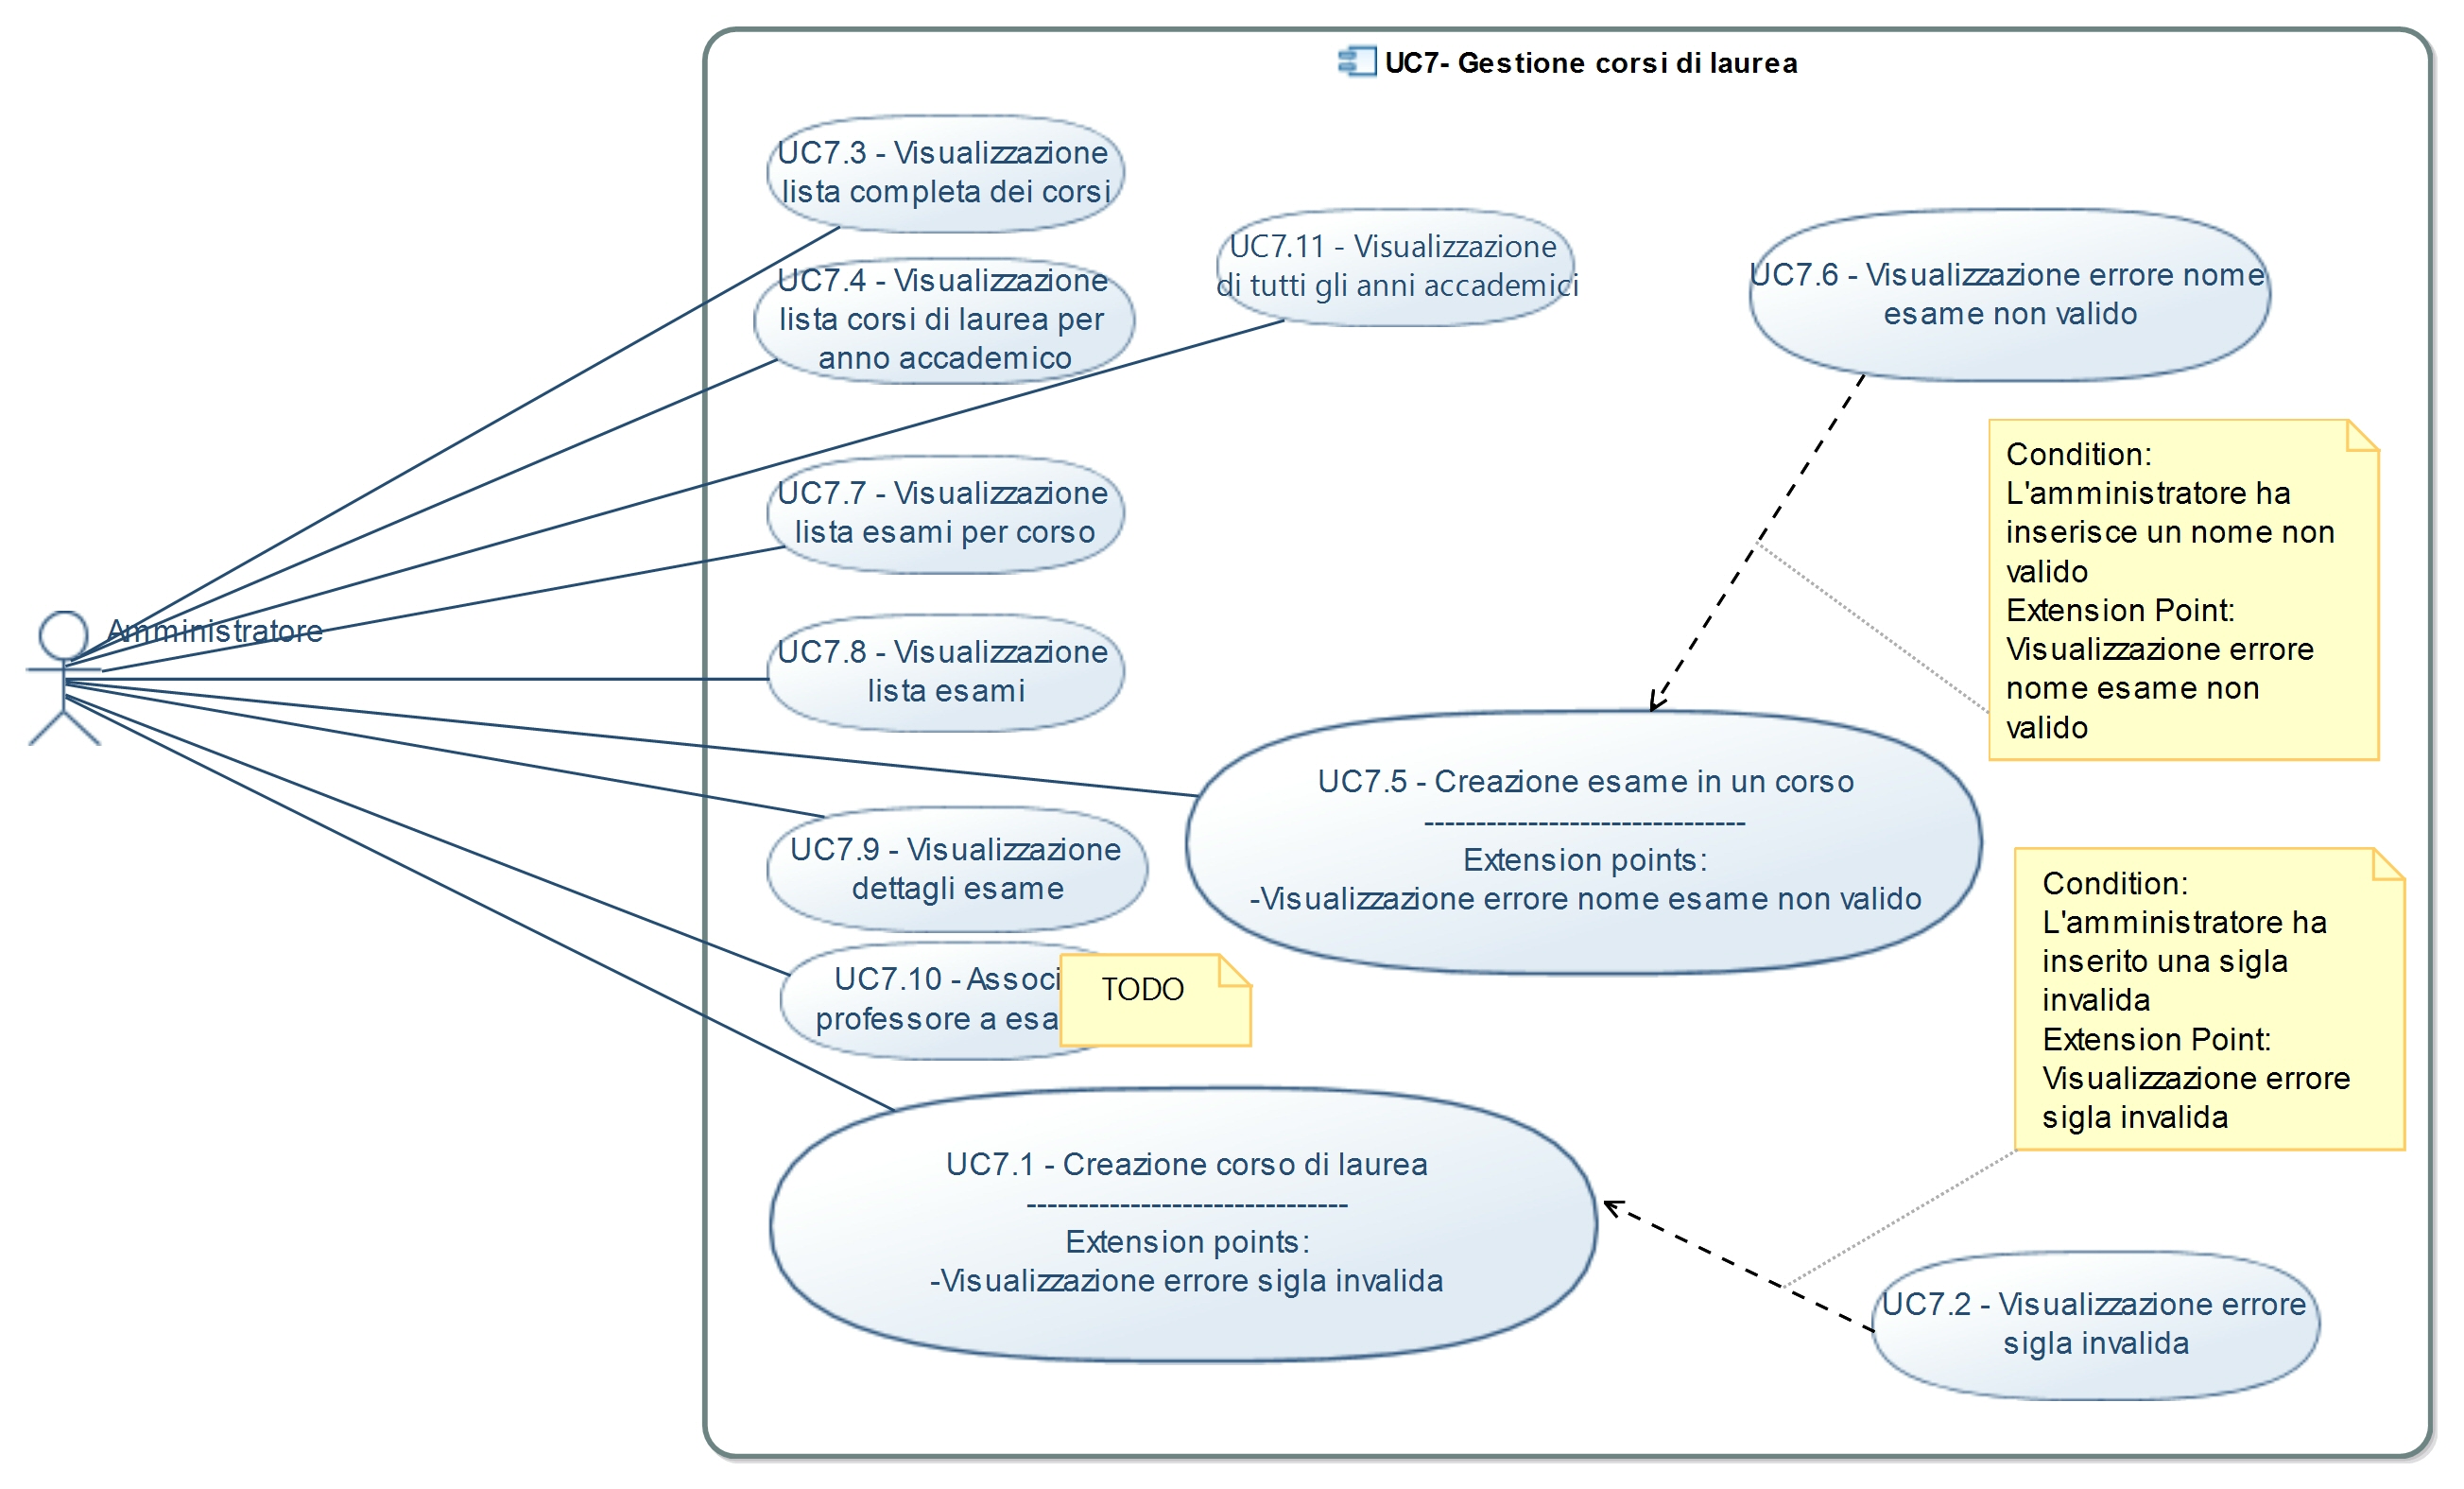 UC7- Gestione corsi di laurea
UC7.3 - Visualizzazione
lista completa dei corsi
UC7.4 - Visualizzazione
lista corsi di laurea per
anno accademico
UC7.11 - Visualizzazione
di tutti gli anni accademici
UC7.6 - Visualizzazione errore nome
esame non valido
Condition:
L'amministratore ha
inserisce un nome non
valido
Extension Point:
Visualizzazione errore
nome esame non
valido
UC7.7 - Visualizzazione
lista esami per corso
Amministratore
UC7.8 - Visualizzazione
lista esami
UC7.5 - Creazione esame in un corso
-------------------------------
Extension points:
-Visualizzazione errore nome esame non valido
UC7.9 - Visualizzazione
dettagli esame
UC7.10 - Associ
professore a esa
TODO
Condition:
L'amministratore ha
inserito una sigla
invalida
Extension Point:
Visualizzazione errore
sigla invalida
UC7.1 - Creazione corso di laurea
-------------------------------
Extension points:
-Visualizzazione errore sigla invalida
UC7.2 - Visualizzazione errore
sigla invalida